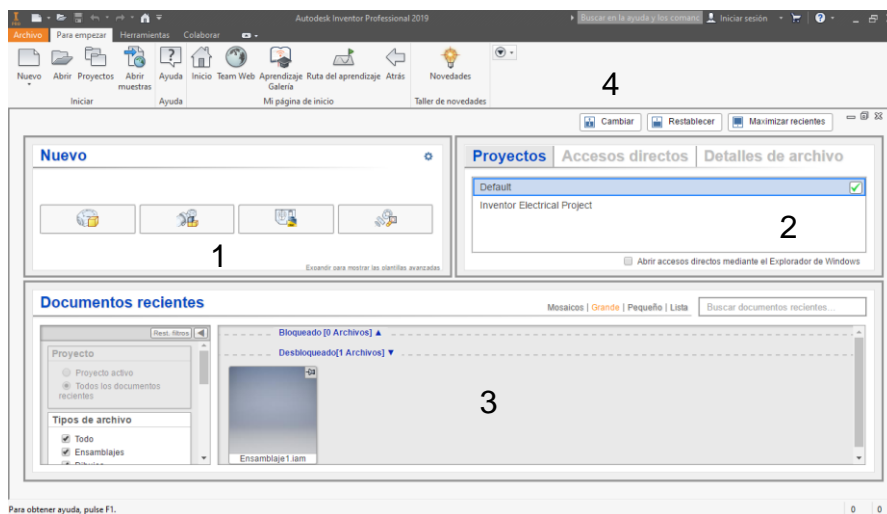 Autodesk Inventor Professional 2019
Buscar en la ayuda y los comanc
Iniciar sesión
Archivo Para empezar Herramientas Colaborar
Nuevo Abrir Proyectos Abrir muestras Ayuda Inicio Team Web Aprendizaje Galería Ruta del aprendizaje Atrás Novedades
Iniciar Ayuda Mi página de inicio Taller de novedades
4
Cambiar Restablecer Maximizar recientes
Nuevo
1
Expandir para mostrar las plantillas avanzadas
Proyectos Accesos directos Detalles de archivo
Default
Inventor Electrical Project
2
Abrir accesos directos mediante el Explorador de Windows
Documentos recientes
Mosaicos | Grande | Pequeño | Lista
Buscar documentos recientes...
Rest. filtros
Proyecto
Proyecto activo
Todos los documentos
recientes
Tipos de archivo
Todo
Ensamblajes
Bloqueado [0 Archivos]
Desbloqueado[1 Archivos]
Ensamblaje1.iam
3
Para obtener ayuda, pulse F1.
0 0